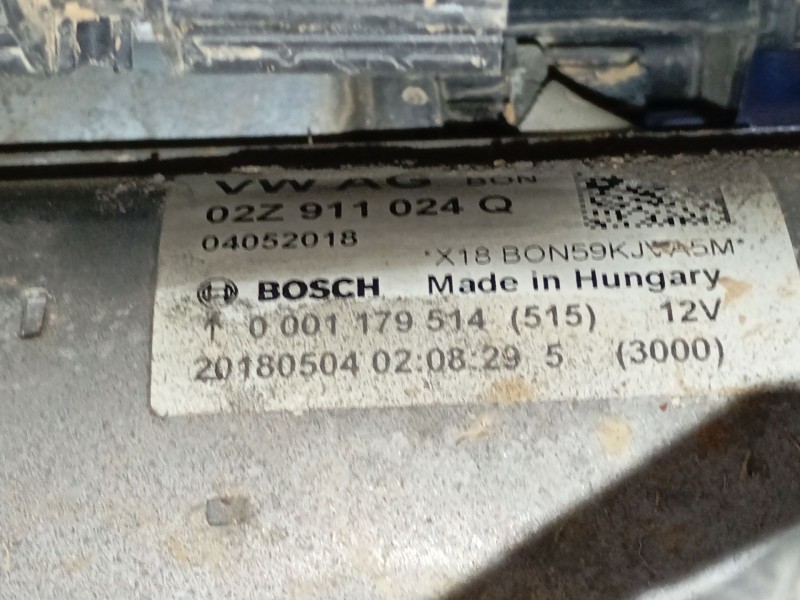 VW AG BON
02Z 911 024 Q
04052018
*X18 BON59KJVA5M*
BOSCH Made in Hungary
↑ 0 001 179 514 (515) 12V
20180504 02:08:29 5 (3000)